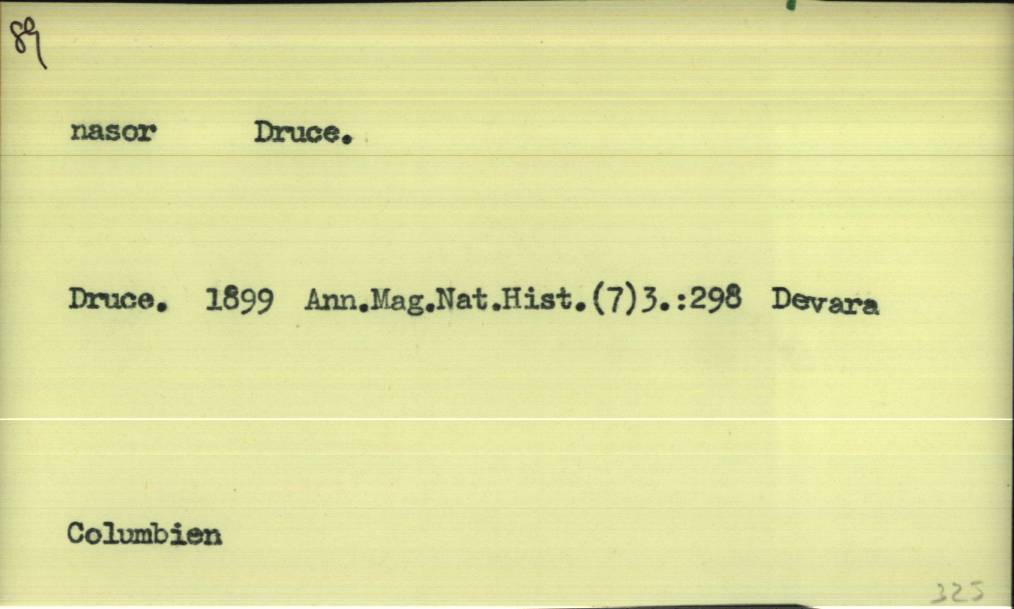 89
nasor Druce.
Druce. 1899 Ann.Mag.Nat.Hist.(7)3.:298 Devara
Columbien
325